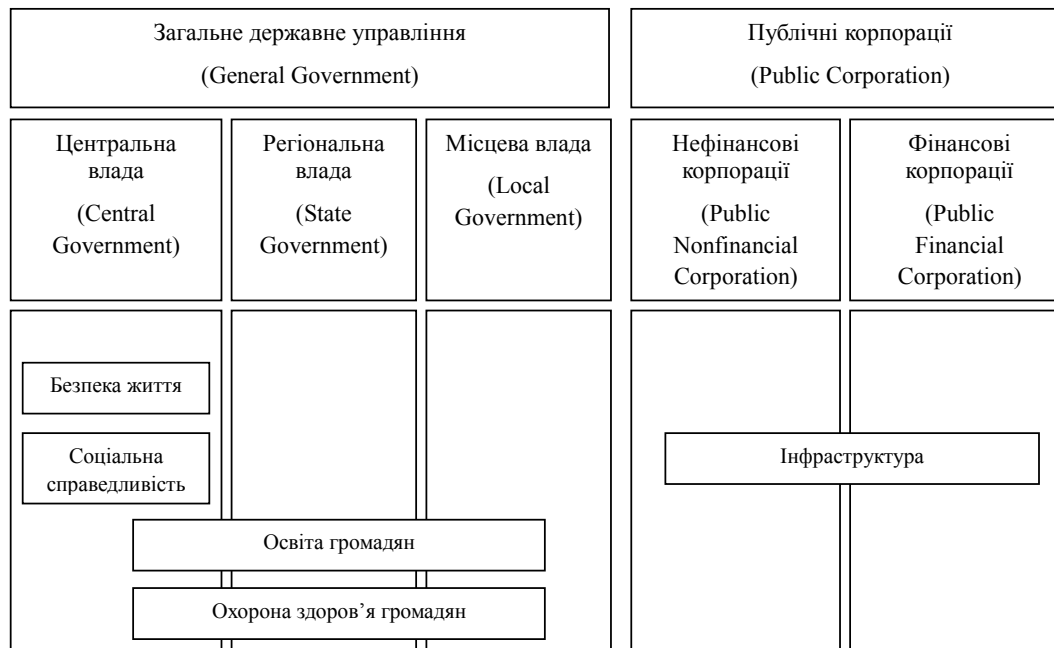 Загальне державне управління
(General Government)
Публічні корпорації
(Public Corporation)
Центральна
влада
(Central
Government)
Регіональна
влада
(State
Government)
Місцева влада
(Local
Government)
Нефінансові
корпорації
(Public
Nonfinancial
Corporation)
Фінансові
корпорації
(Public
Financial
Corporation)
Безпека життя
Соціальна
справедливість
Інфраструктура
Освіта громадян
Охорона здоров’я громадян